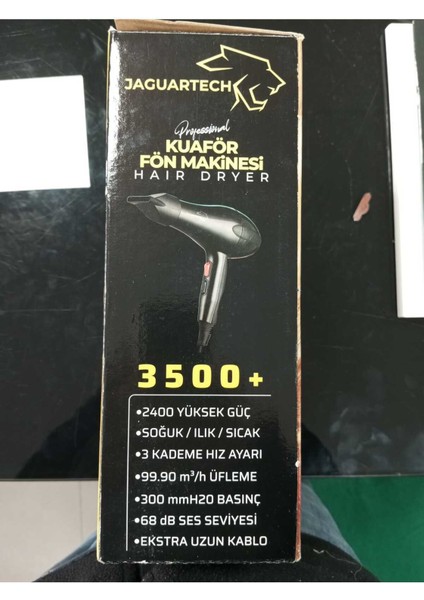 JAGUARTECH
Professional
KUAFÖR
FÖN MAKİNESİ
HAIR DRYER
3500+
•2400 YÜKSEK GÜÇ
•SOĞUK / ILIK / SICAK
•3 KADEME HIZ AYARI
•99.90 m³/h ÜFLEME
•300 mmH20 BASINÇ
•68 dB SES SEVİYESİ
•EKSTRA UZUN KABLO